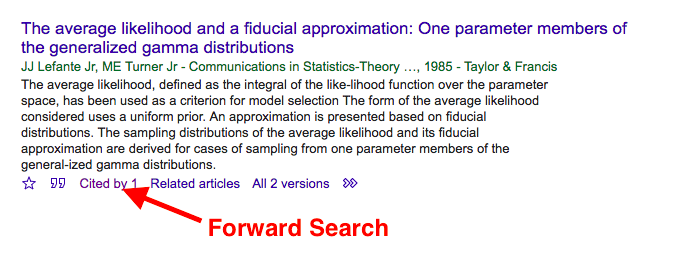 The average likelihood and a fiducial approximation: One parameter members of
the generalized gamma distributions
JJ Lefante Jr, ME Turner Jr - Communications in Statistics-Theory …, 1985 - Taylor & Francis
The average likelihood, defined as the integral of the like-lihood function over the parameter
space, has been used as a criterion for model selection The form of the average likelihood
considered uses a uniform prior. An approximation is presented based on fiducial
distributions. The sampling distributions of the average likelihood and its fiducial
approximation are derived for cases of sampling from one parameter members of the
general-ized gamma distributions.
Cited by 1 Related articles All 2 versions
Forward Search